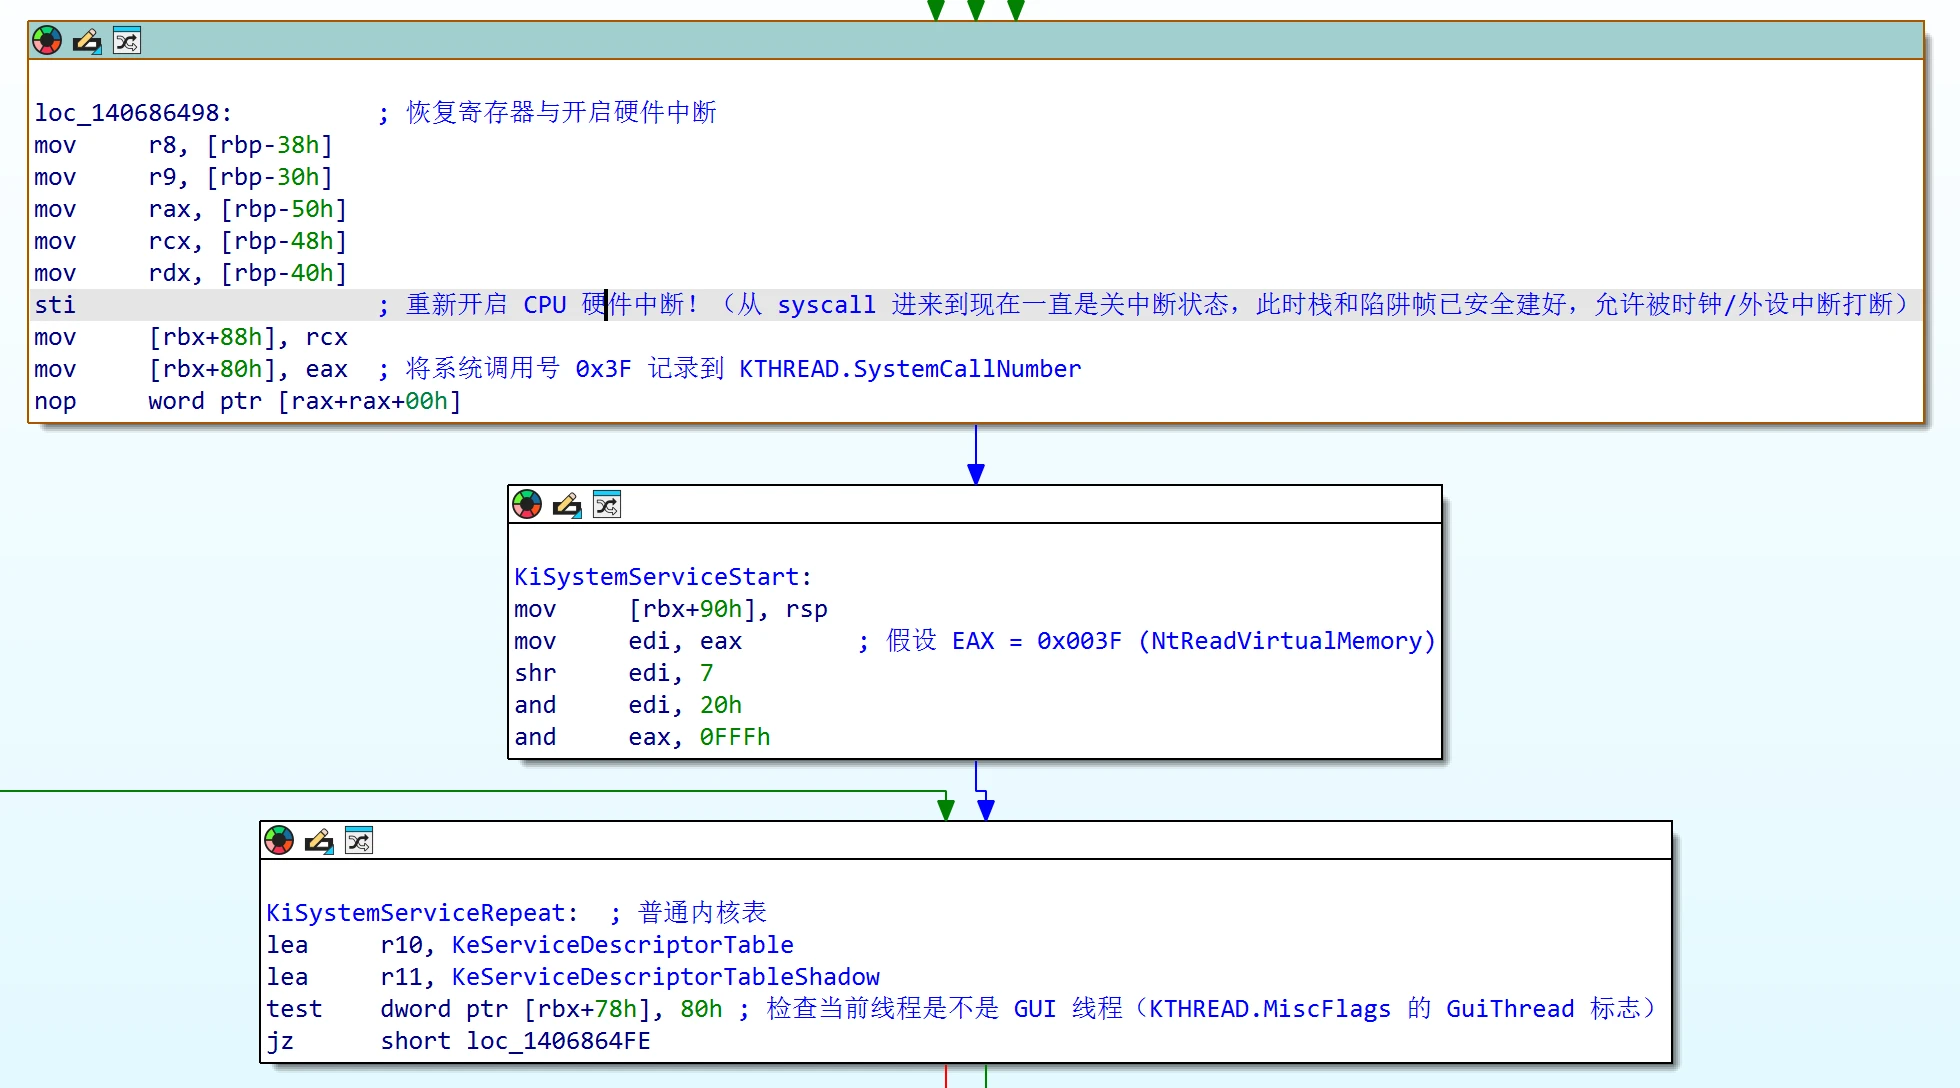 loc_140686498: ; 恢复寄存器与开启硬件中断
mov r8, [rbp-38h]
mov r9, [rbp-30h]
mov rax, [rbp-50h]
mov rcx, [rbp-48h]
mov rdx, [rbp-40h]
sti ; 重新开启 CPU 硬件中断！（从 syscall 进来到现在一直是关中断状态，此时栈和陷阱帧已安全建好，允许被时钟/外设中断打断）
mov [rbx+88h], rcx
mov [rbx+80h], eax ; 将系统调用号 0x3F 记录到 KTHREAD.SystemCallNumber
nop word ptr [rax+rax+00h]
KiSystemServiceStart:
mov [rbx+90h], rsp
mov edi, eax ; 假设 EAX = 0x003F (NtReadVirtualMemory)
shr edi, 7
and edi, 20h
and eax, 0FFFh
KiSystemServiceRepeat: ; 普通内核表
lea r10, KeServiceDescriptorTable
lea r11, KeServiceDescriptorTableShadow
test dword ptr [rbx+78h], 80h ; 检查当前线程是不是 GUI 线程（KTHREAD.MiscFlags 的 GuiThread 标志）
jz short loc_1406864FE